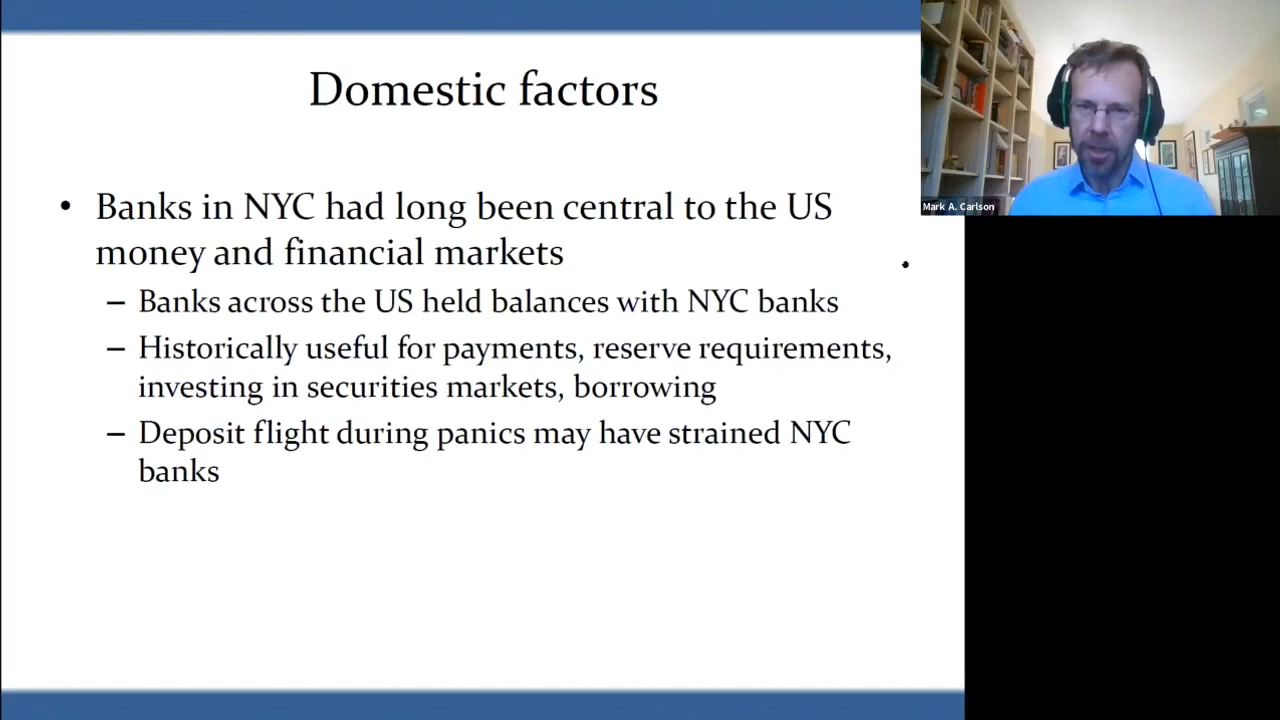 Domestic factors
• Banks in NYC had long been central to the US
money and financial markets
– Banks across the US held balances with NYC banks
– Historically useful for payments, reserve requirements,
investing in securities markets, borrowing
– Deposit flight during panics may have strained NYC
banks
Mark A. Carlson